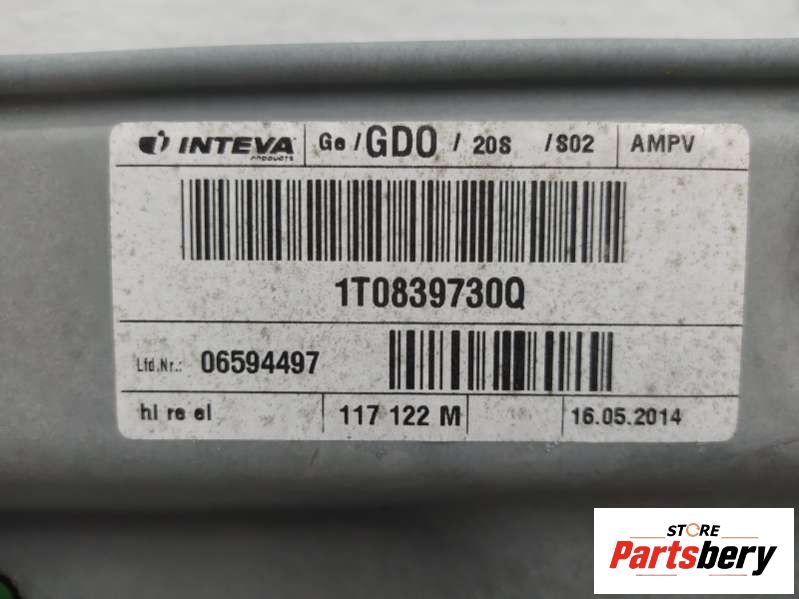 INTEVA PRODUCTS Ge / GDO / 20S / S02 AMPV
1T0839730Q
Lfd.Nr.: 06594497
hl re el 117 122 M 16.05.2014
STORE
Partsbery